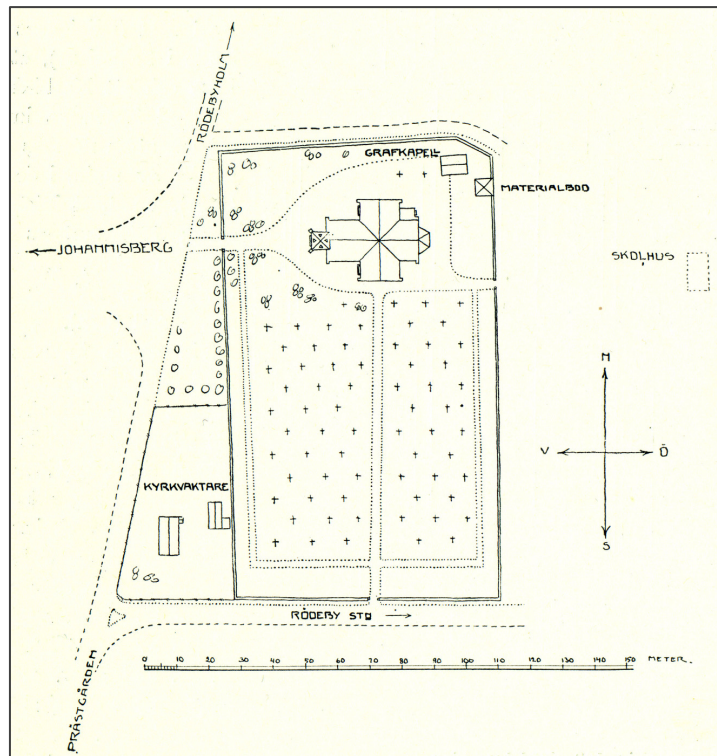 RÖDEBYHOLM
GRAFKAPELL
MATERIALBOD
JOHANNISBERG
SKOLHUS
N
V
Ö
S
KYRKVAKTARE
RÖDEBY STN
0 10 20 30 40 50 60 70 80 90 100 110 120 130 140 150 METER.
PRÄSTGÅRDEN